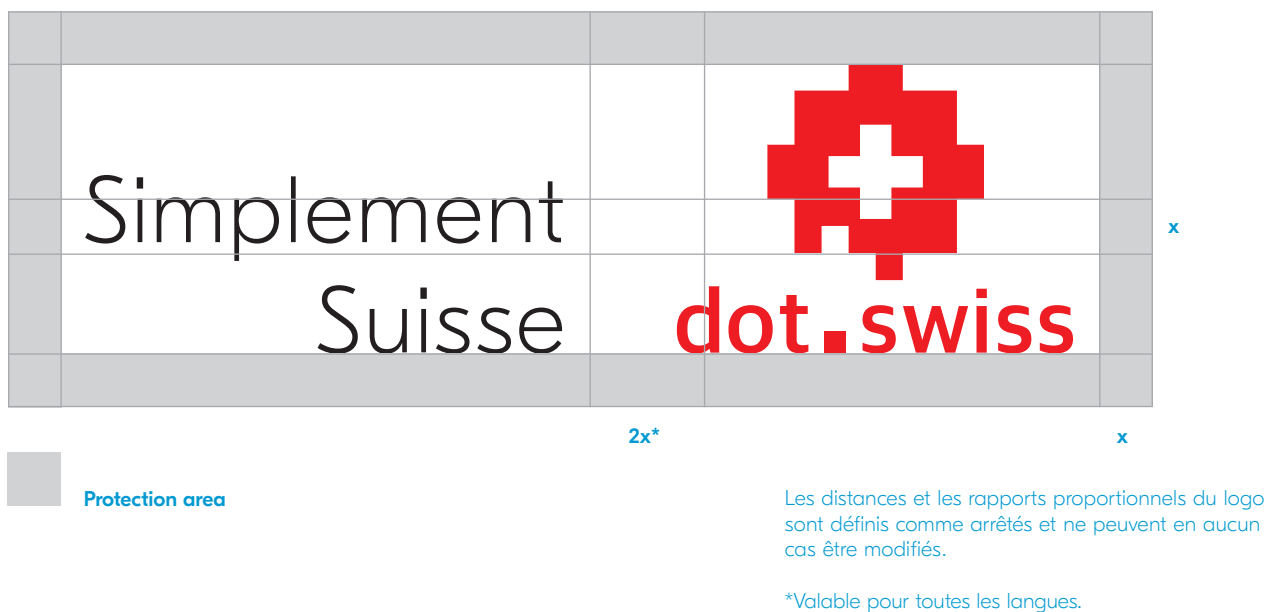 Simplement
Suisse
dot.swiss
x
2x*
x
Protection area
Les distances et les rapports proportionnels du logo
sont définis comme arrêtés et ne peuvent en aucun
cas être modifiés.
*Valable pour toutes les langues.